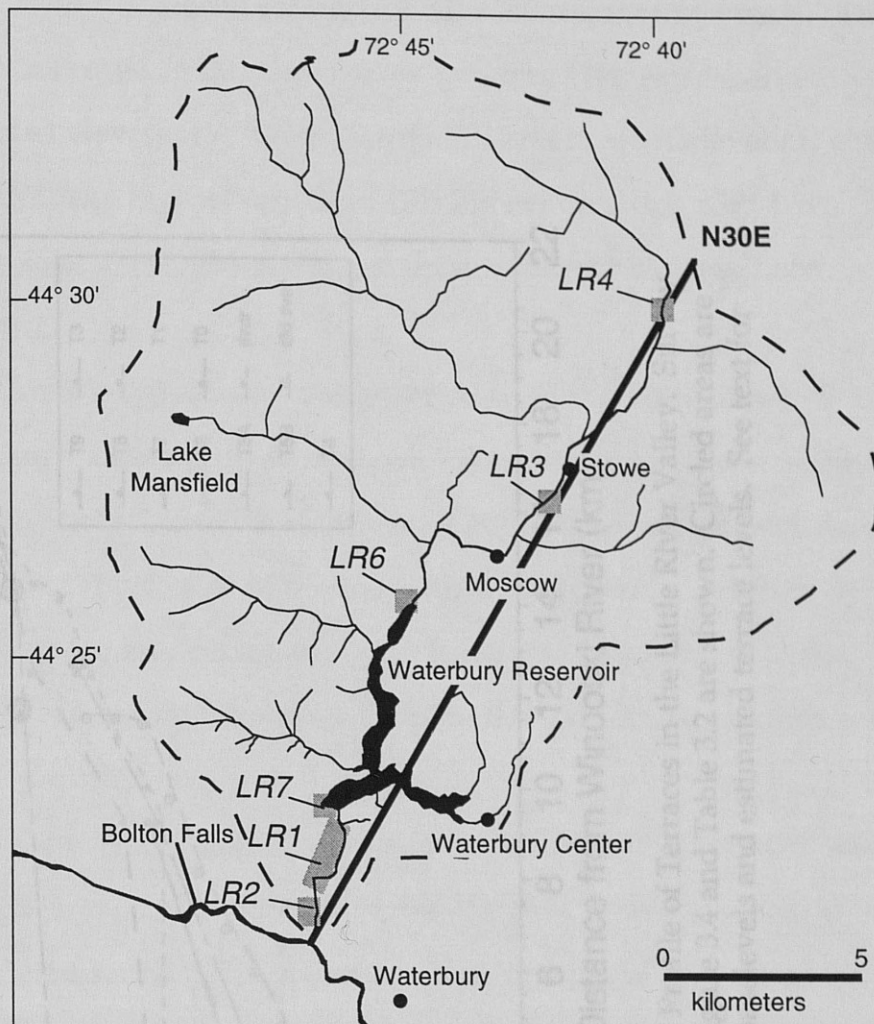 72° 45'
72° 40'
N30E
LR4
44° 30'
Lake
Mansfield
LR3
Stowe
LR6
Moscow
44° 25'
Waterbury Reservoir
LR7
Bolton Falls
LR1
Waterbury Center
LR2
0 5
kilometers
Waterbury